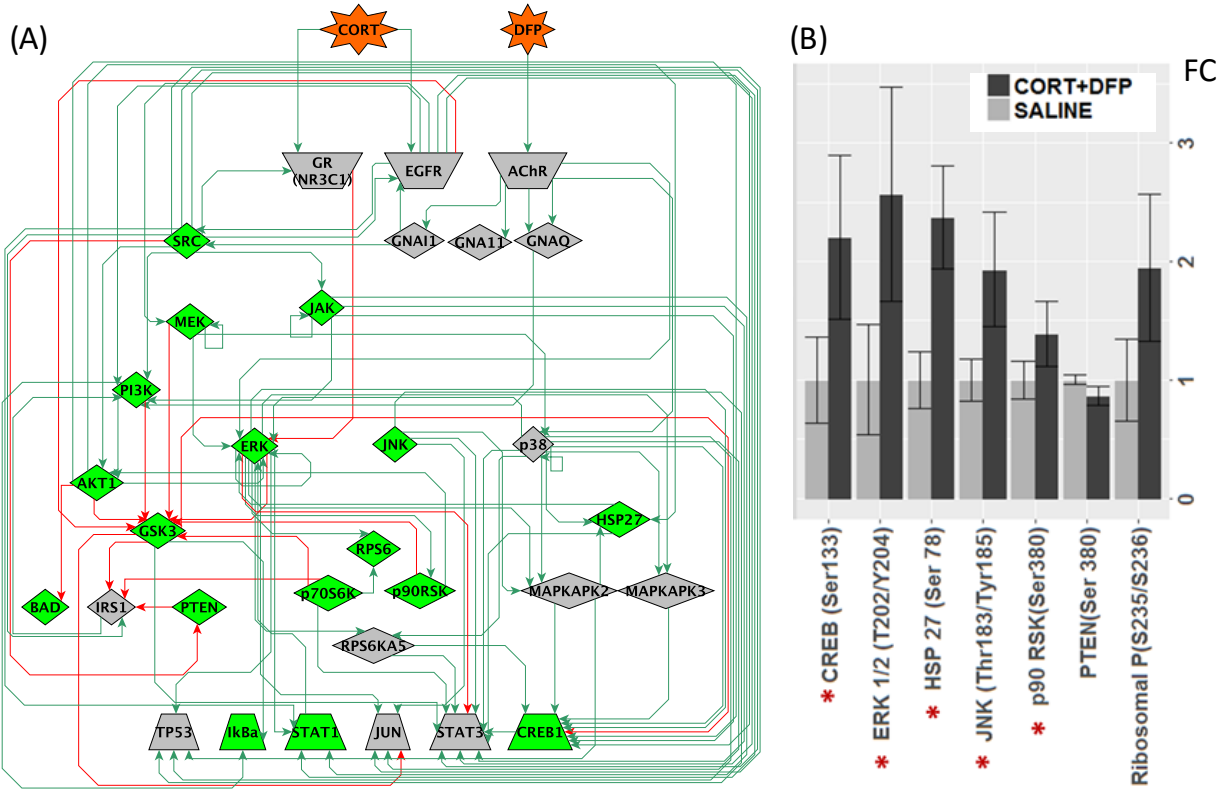 (A)
CORT
DFP
(B)
FC
CORT+DFP
SALINE
GR
(NR3C1)
EGFR
AChR
SRC
GNAI1
GNA11
GNAQ
JAK
MEK
PI3K
ERK
JNK
p38
AKT1
HSP27
GSK3
RPS6
BAD
IRS1
PTEN
p70S6K
p90RSK
MAPKAPK2
MAPKAPK3
RPS6KA5
TP53
IkBa
STAT1
JUN
STAT3
CREB1
3
2
1
0
* CREB (Ser133)
* ERK 1/2 (T202/Y204)
* HSP 27 (Ser 78)
* JNK (Thr183/Tyr185)
* p90 RSK(Ser380)
PTEN(Ser 380)
Ribosomal P(S235/S236)